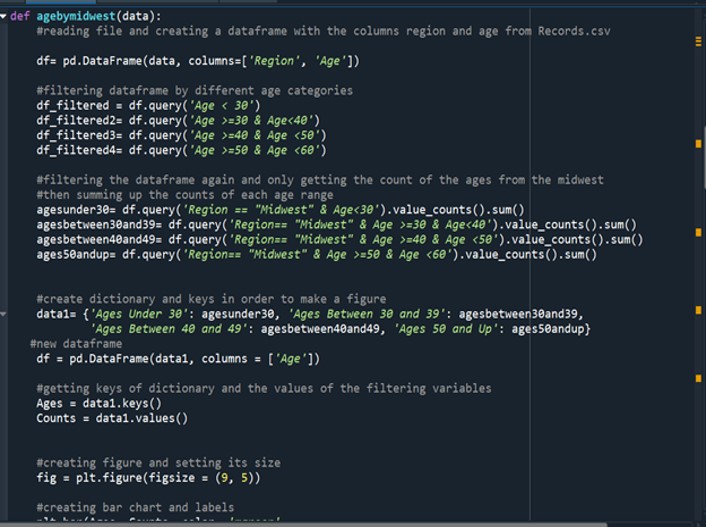 def agebymidwest(data):
#reading file and creating a dataframe with the columns region and age from Records.csv
df= pd.DataFrame(data, columns=['Region', 'Age'])
#filtering dataframe by different age categories
df_filtered = df.query('Age < 30')
df_filtered2= df.query('Age >=30 & Age<40')
df_filtered3= df.query('Age >=40 & Age <50')
df_filtered4= df.query('Age >=50 & Age <60')
#filtering the dataframe again and only getting the count of the ages from the midwest
#then summing up the counts of each age range
agesunder30= df.query('Region == "Midwest" & Age<30').value_counts().sum()
agesbetween30and39= df.query('Region== "Midwest" & Age >=30 & Age<40').value_counts().sum()
agesbetween40and49= df.query('Region== "Midwest" & Age >=40 & Age <50').value_counts().sum()
ages50andup= df.query('Region== "Midwest" & Age >=50 & Age <60').value_counts().sum()
#create dictionary and keys in order to make a figure
data1= {'Ages Under 30': agesunder30, 'Ages Between 30 and 39': agesbetween30and39,
'Ages Between 40 and 49': agesbetween40and49, 'Ages 50 and Up': ages50andup}
#new dataframe
df = pd.DataFrame(data1, columns = ['Age'])
#getting keys of dictionary and the values of the filtering variables
Ages = data1.keys()
Counts = data1.values()
#creating figure and setting its size
fig = plt.figure(figsize = (9, 5))
#creating bar chart and labels